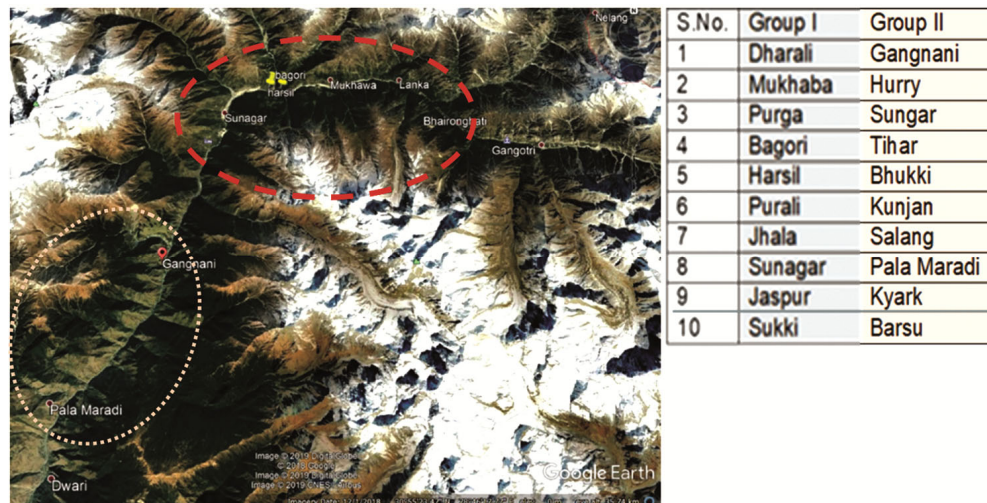 Nelang
bagori
harsil
Mukhawa
Lanka
Sunagar
Bhaironghati
Gangotri
Gangnani
Pala Maradi
Dwari
Google Earth
S.No. Group I Group II
1 Dharali Gangnani
2 Mukhaba Hurry
3 Purga Sungar
4 Bagori Tihar
5 Harsil Bhukki
6 Purali Kunjan
7 Jhala Salang
8 Sunagar Pala Maradi
9 Jaspur Kyark
10 Sukki Barsu